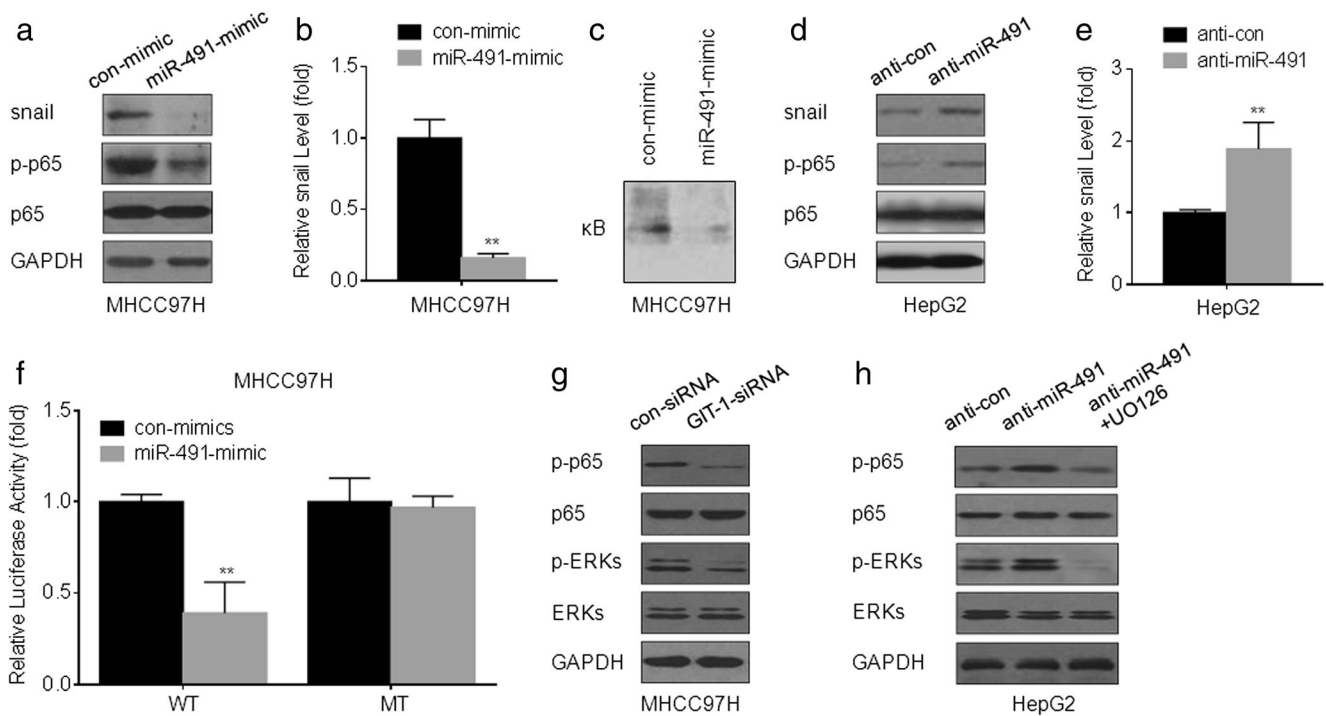 a
con-mimic
miR-491-mimic
snail
p-p65
p65
GAPDH
MHCC97H
b
con-mimic
miR-491-mimic
Relative snail Level (fold)
1.5
1.0
0.5
0.0
**
MHCC97H
c
con-mimic
miR-491-mimic
κB
MHCC97H
d
anti-con
anti-miR-491
snail
p-p65
p65
GAPDH
HepG2
e
anti-con
anti-miR-491
Relative snail Level (fold)
3
2
1
0
**
HepG2
f
MHCC97H
con-mimics
miR-491-mimic
Relative Luciferase Activity (fold)
1.5
1.0
0.5
0.0
**
WT
MT
g
con-siRNA
GIT-1-siRNA
p-p65
p65
p-ERKs
ERKs
GAPDH
MHCC97H
h
anti-con
anti-miR-491
anti-miR-491
+UO126
p-p65
p65
p-ERKs
ERKs
GAPDH
HepG2